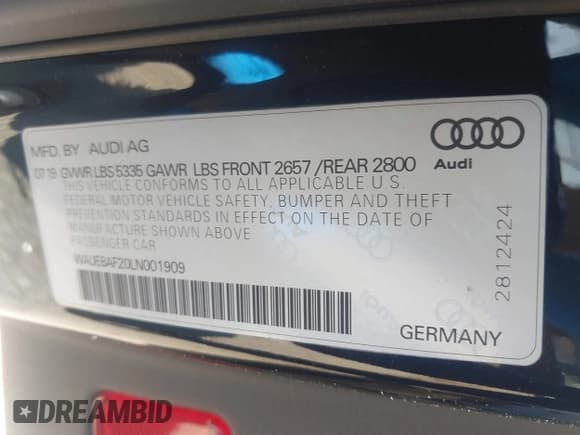 MFD. BY AUDI AG
07 19 GVWR LBS 5335 GAWR LBS FRONT 2657 /REAR 2800
THIS VEHICLE CONFORMS TO ALL APPLICABLE U S
FEDERAL MOTOR VEHICLE SAFETY, BUMPER AND THEFT
PREVENTION STANDARDS IN EFFECT ON THE DATE OF
MANUFACTURE SHOWN ABOVE
PASSENGER CAR
WAUEBAF20LN001909
Audi
2812424
GERMANY
DREAMBID